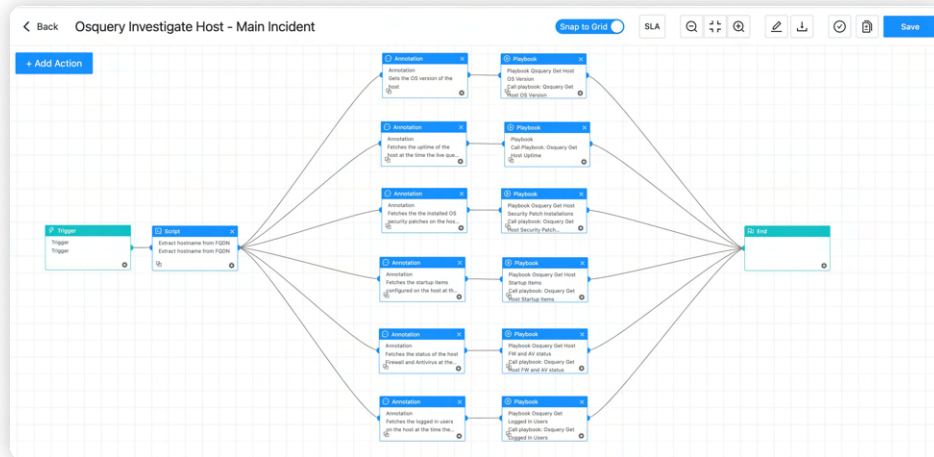 Back
Osquery Investigate Host - Main Incident
Snap to Grid
SLA
Save
+ Add Action
Trigger
Trigger
Trigger
Script
Extract hostname from FQDN
Extract hostname from FQDN
Annotation
Annotation
Gets the OS version of the
host
Playbook
Playbook Osquery Get Host
OS Version
Call playbook: Osquery Get
Host OS Version
Annotation
Annotation
Fetches the uptime of the
host at the time the live que...
Playbook
Playbook
Call Playbook: Osquery Get
Host Uptime
Annotation
Annotation
Fetches the the installed OS
security patches on the hos...
Playbook
Playbook Osquery Get Host
Security Patch Installations
Call playbook: Osquery Get
Host Security Patch...
Annotation
Annotation
Fetches the startup items
configured on the host at th...
Playbook
Playbook Osquery Get Host
Startup Items
Call playbook: Osquery Get
Host Startup Items
Annotation
Annotation
Fetches the status of the host
Firewall and Antivirus at the...
Playbook
Playbook Osquery Get Host
FW and AV status
Call playbook: Osquery Get
Host FW and AV status
Annotation
Annotation
Fetches the logged in users
on the host at the time the...
Playbook
Playbook Osquery Get
Logged In Users
Call playbook: Osquery Get
Logged In Users
End